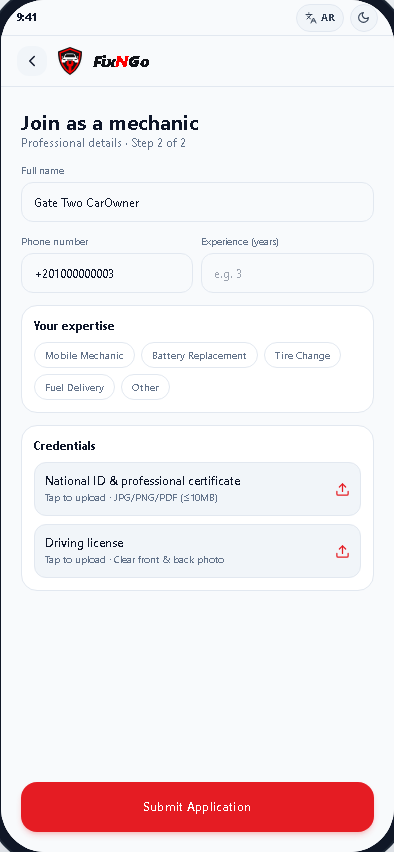 9:41
AR
FixNGo
Join as a mechanic
Professional details · Step 2 of 2
Full name
Gate Two CarOwner
Phone number
Experience (years)
+201000000003
e.g. 3
Your expertise
Mobile Mechanic
Battery Replacement
Tire Change
Fuel Delivery
Other
Credentials
National ID & professional certificate
Tap to upload · JPG/PNG/PDF (≤10MB)
Driving license
Tap to upload · Clear front & back photo
Submit Application